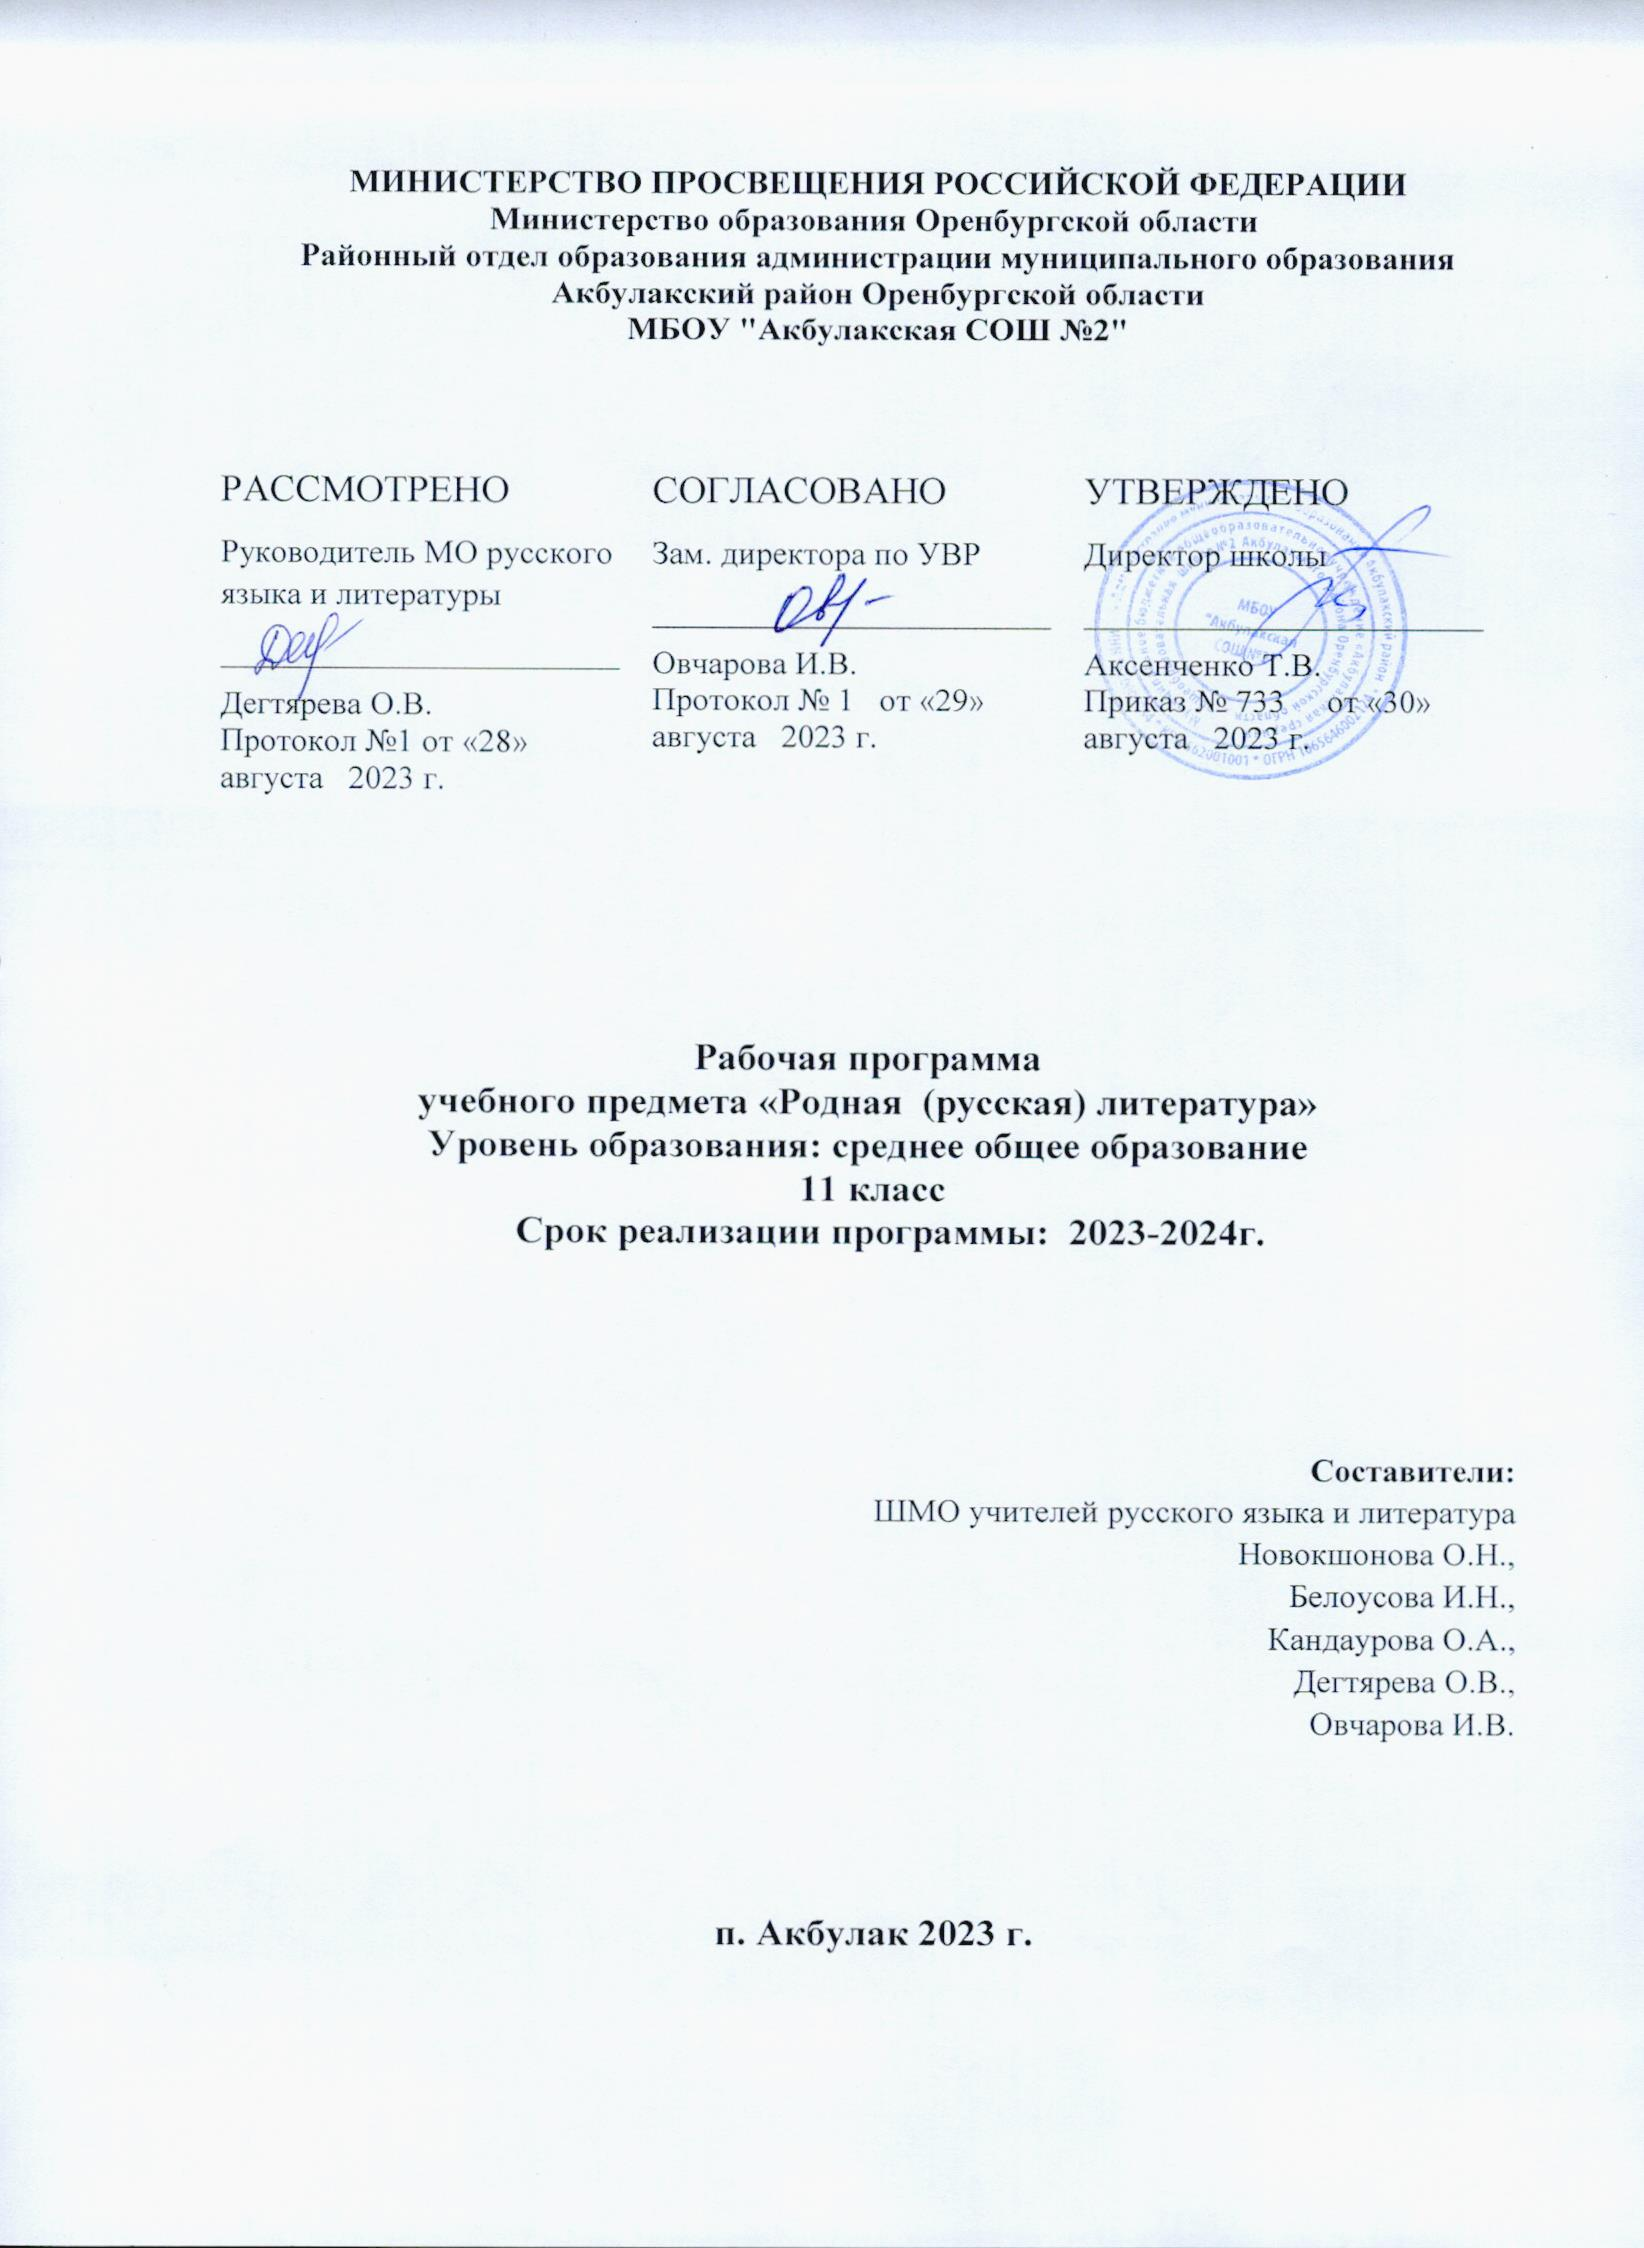 МИНИСТЕРСТВО ПРОСВЕЩЕНИЯ РОССИЙСКОЙ ФЕДЕРАЦИИ
Министерство образования Оренбургской области
Районный отдел образования администрации муниципального образования
Акбулакский район Оренбургской области
МБОУ "Акбулакская СОШ №2"
РАССМОТРЕНО
Руководитель МО русского
языка и литературы
Дегтярева О.В.
Протокол №1 от «28»
августа 2023 г.
СОГЛАСОВАНО
Зам. директора по УВР
Овчарова И.В.
Протокол № 1 от «29»
августа 2023 г.
УТВЕРЖДЕНО
Директор школы
Аксенченко Т.В.
Приказ № 733 от «30»
августа 2023 г.
МБОУ
"Акбулакская
СОШ
Рабочая программа
учебного предмета «Родная (русская) литература»
Уровень образования: среднее общее образование
11 класс
Срок реализации программы: 2023-2024г.
Составители:
ШМО учителей русского языка и литература
Новокшонова О.Н.,
Белоусова И.Н.,
Кандаурова О.А.,
Дегтярева О.В.,
Овчарова И.В.
п. Акбулак 2023 г.